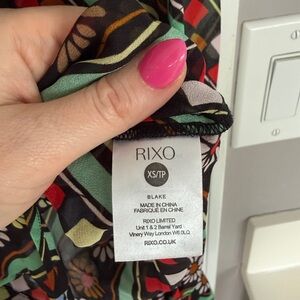 RIXO
XS/TP
BLAKE
MADE IN CHINA
FABRIQUÉ EN CHINE
RIXO LIMITED
Unit 1 & 2 Barrel Yard
Vinery Way London W6 0LQ
RIXO.CO.UK